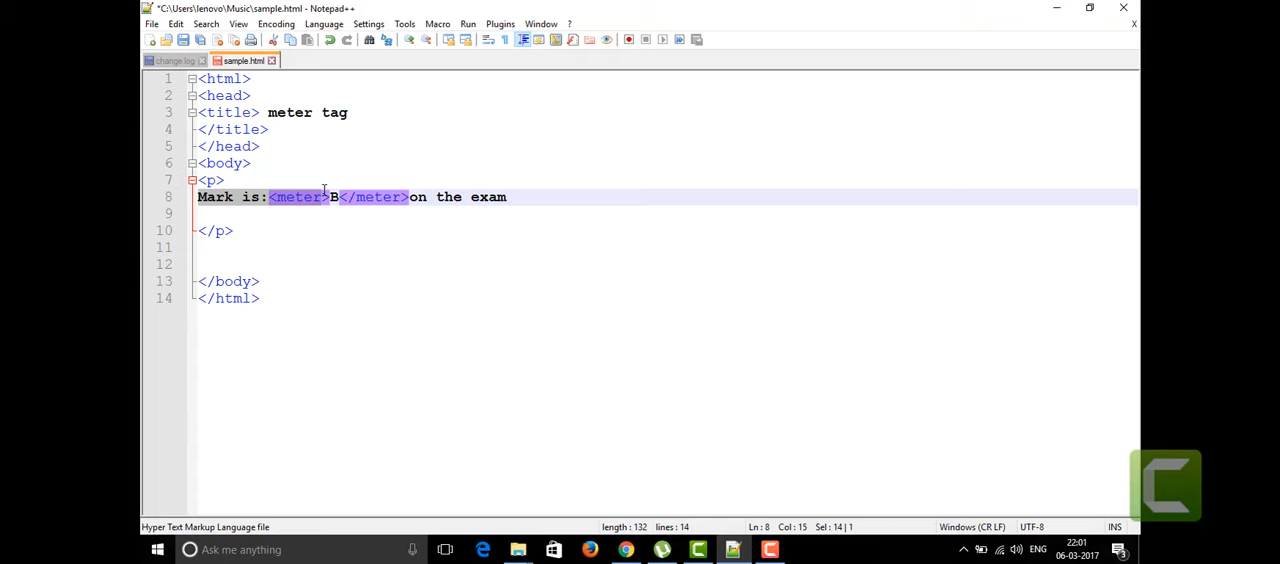 *C:\Users\lenovo\Music\sample.html - Notepad++
File Edit Search View Encoding Language Settings Tools Macro Run Plugins Window ? X
change.log sample.html
1 <html>
2 <head>
3 <title> meter tag
4 </title>
5 </head>
6 <body>
7 <p>
8 Mark is:<meter>B</meter>on the exam
9
10 </p>
11
12
13 </body>
14 </html>
Hyper Text Markup Language file length : 132 lines : 14 Ln : 8 Col : 15 Sel : 14 | 1 Windows (CR LF) UTF-8 INS
Ask me anything ENG 22:01
06-03-2017 3